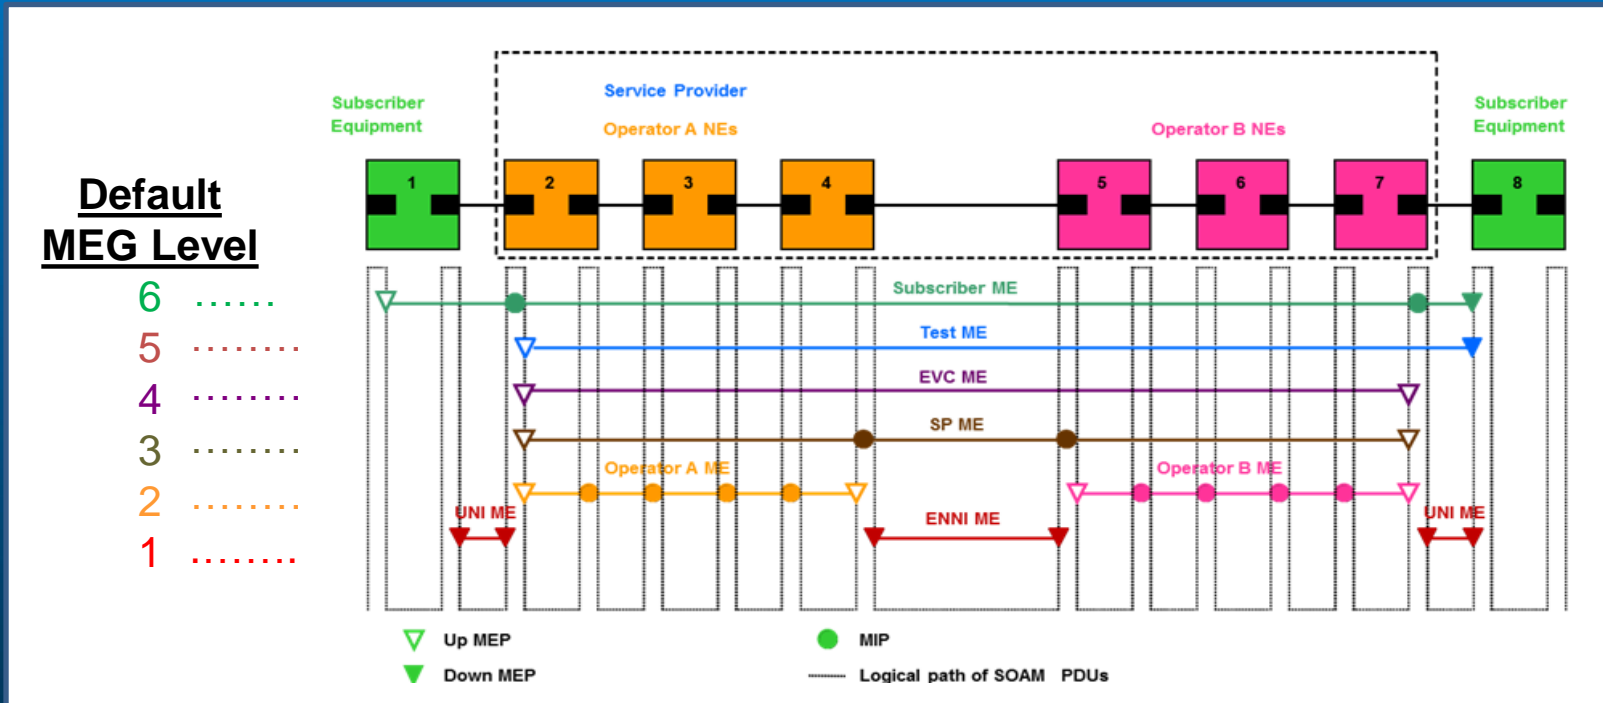 Service Provider
Subscriber
Equipment
Operator A NEs
Operator B NEs
Subscriber
Equipment
1
2
3
4
5
6
7
8
Default
MEG Level
6 ......
Subscriber ME
5 ........
Test ME
4 ........
EVC ME
3 ........
SP ME
2 ........
Operator A ME
Operator B ME
1 ........
UNI ME
ENNI ME
UNI ME
Up MEP
MIP
Down MEP
Logical path of SOAM PDUs